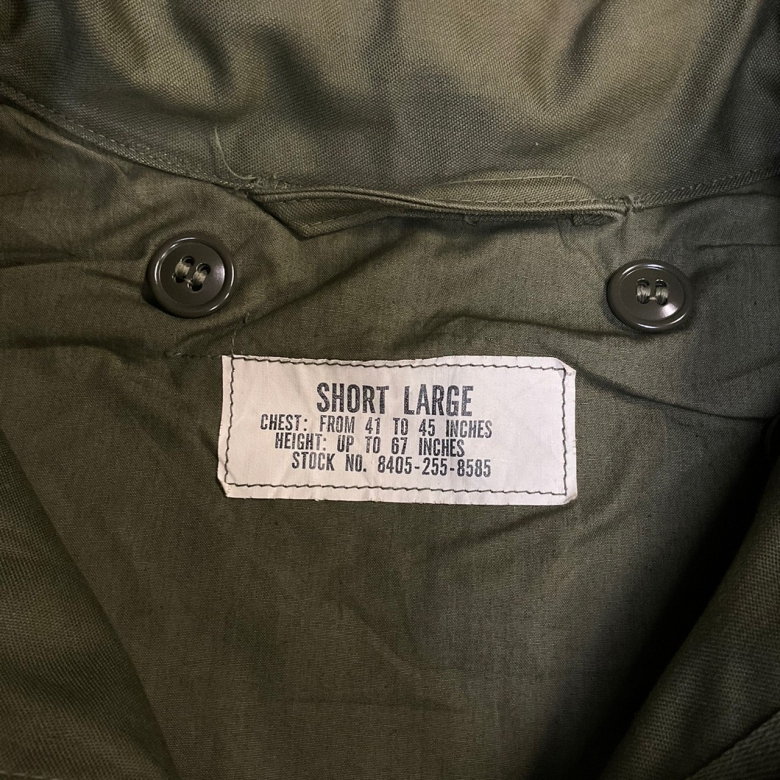 SHORT LARGE
CHEST: FROM 41 TO 45 INCHES
HEIGHT: UP TO 67 INCHES
STOCK NO. 8405-255-8585